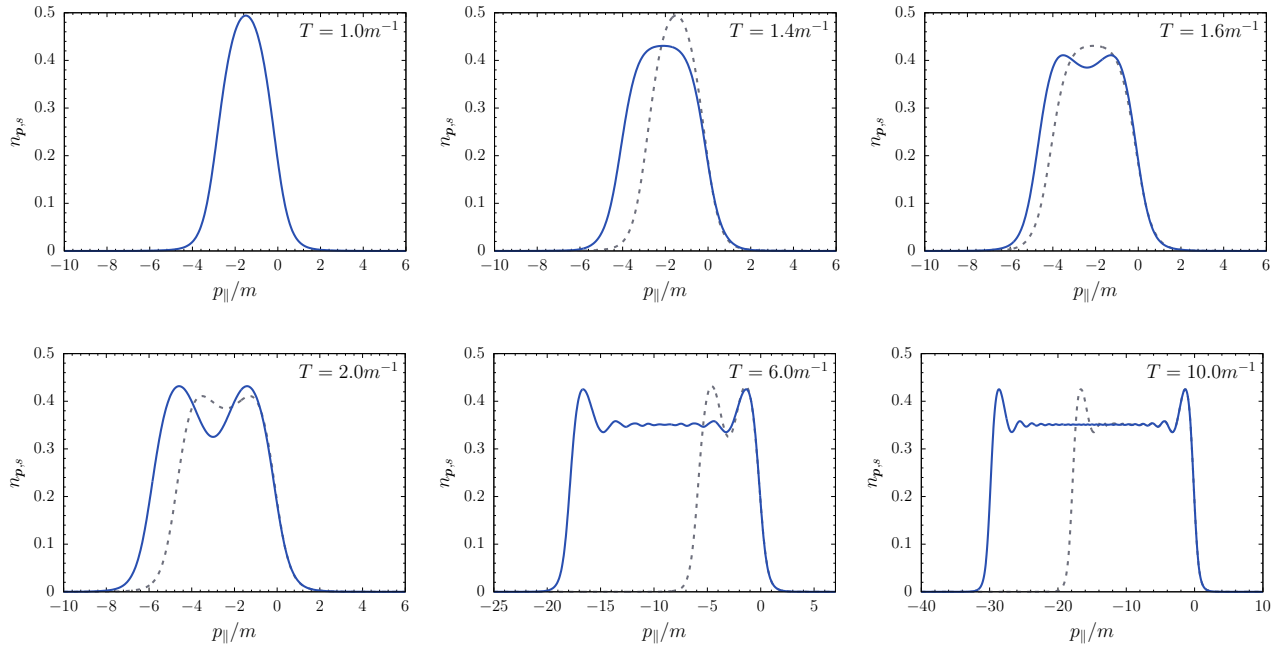 T = 1.0m⁻¹
n_{p,s}
0.5
0.4
0.3
0.2
0.1
0
−10 −8 −6 −4 −2 0 2 4 6
p_∥/m
T = 1.4m⁻¹
n_{p,s}
0.5
0.4
0.3
0.2
0.1
0
−10 −8 −6 −4 −2 0 2 4 6
p_∥/m
T = 1.6m⁻¹
n_{p,s}
0.5
0.4
0.3
0.2
0.1
0
−10 −8 −6 −4 −2 0 2 4 6
p_∥/m
T = 2.0m⁻¹
n_{p,s}
0.5
0.4
0.3
0.2
0.1
0
−10 −8 −6 −4 −2 0 2 4 6
p_∥/m
T = 6.0m⁻¹
n_{p,s}
0.5
0.4
0.3
0.2
0.1
0
−25 −20 −15 −10 −5 0 5
p_∥/m
T = 10.0m⁻¹
n_{p,s}
0.5
0.4
0.3
0.2
0.1
0
−40 −30 −20 −10 0 10
p_∥/m